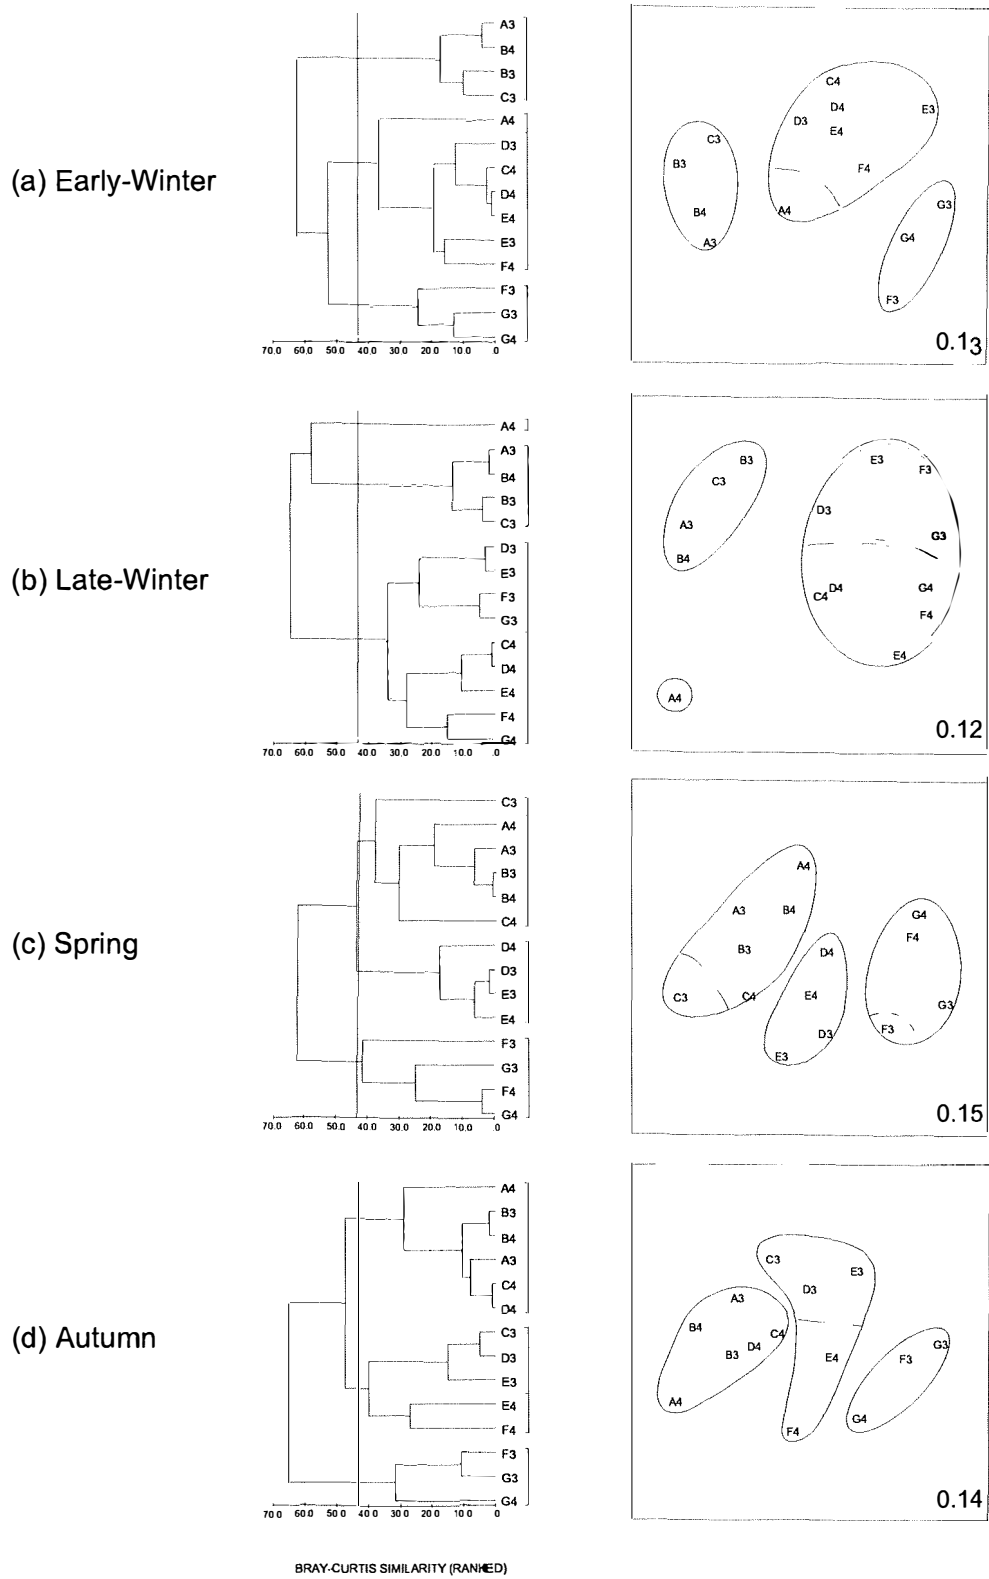 (a) Early-Winter
A3
B4
B3
C3
A4
D3
C4
D4
E4
E3
F4
F3
G3
G4
70.0 60.0 50.0 40.0 30.0 20.0 10.0 .0
C4
D4
D3
E4
E3
F4
C3
B3
B4
A3
A4
G3
G4
F3
0.13
(b) Late-Winter
A4
A3
B4
B3
C3
D3
E3
F3
G3
C4
D4
E4
F4
G4
70.0 60.0 50.0 40.0 30.0 20.0 10.0 .0
B3
C3
A3
B4
E3
F3
D3
G3
C4 D4
G4
F4
E4
A4
0.12
(c) Spring
C3
A4
A3
B3
B4
C4
D4
D3
E3
E4
F3
G3
F4
G4
70.0 60.0 50.0 40.0 30.0 20.0 10.0 .0
A4
A3 B4
B3
C3 C4
D4
E4
D3
E3
G4
F4
G3
F3
0.15
(d) Autumn
A4
B3
B4
A3
C4
D4
C3
D3
E3
E4
F4
F3
G3
G4
70.0 60.0 50.0 40.0 30.0 20.0 10.0 .0
C3
E3
D3
A3
B4
C4
D4
B3
E4
A4
F4
G3
F3
G4
0.14
BRAY-CURTIS SIMILARITY (RANKED)